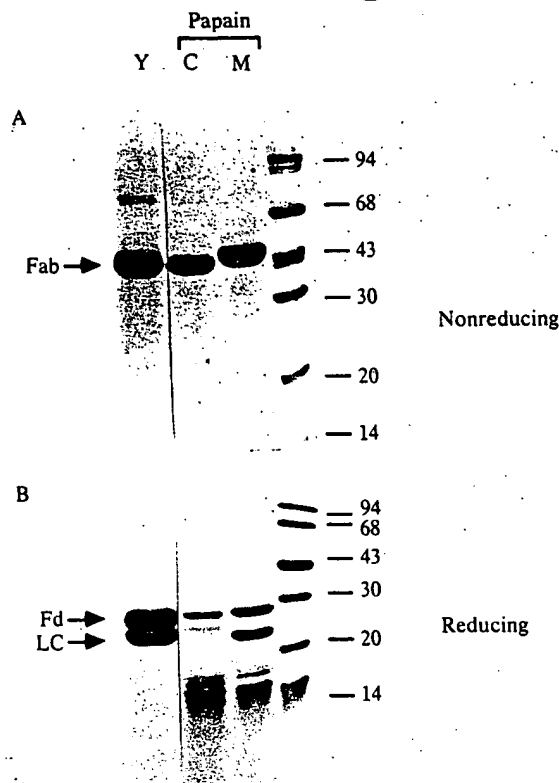 Papain
Y C M
A
94
68
Fab 43
30
Nonreducing
20
14
B
94
68
43
30
Fd
Reducing
LC 20
14